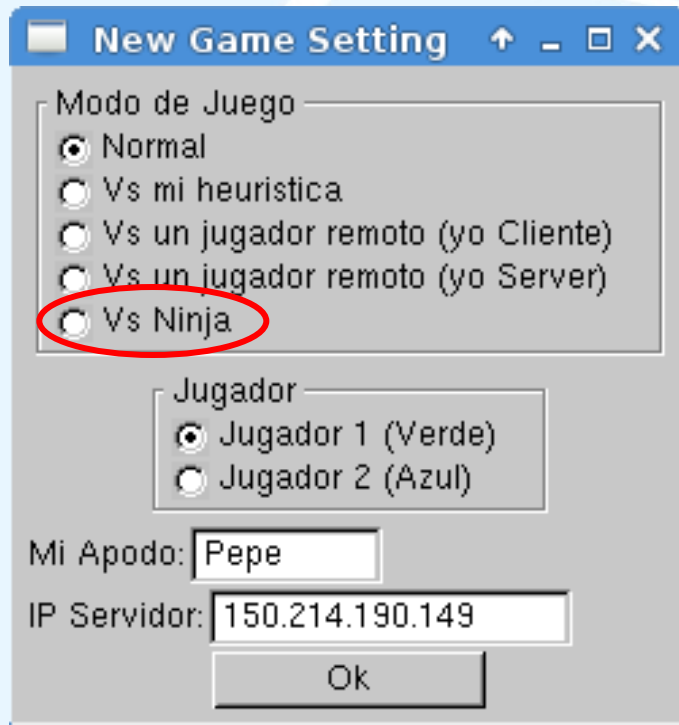 New Game Setting
Modo de Juego
Normal
Vs mi heuristica
Vs un jugador remoto (yo Cliente)
Vs un jugador remoto (yo Server)
Vs Ninja
Jugador
Jugador 1 (Verde)
Jugador 2 (Azul)
Mi Apodo: Pepe
IP Servidor: 150.214.190.149
Ok